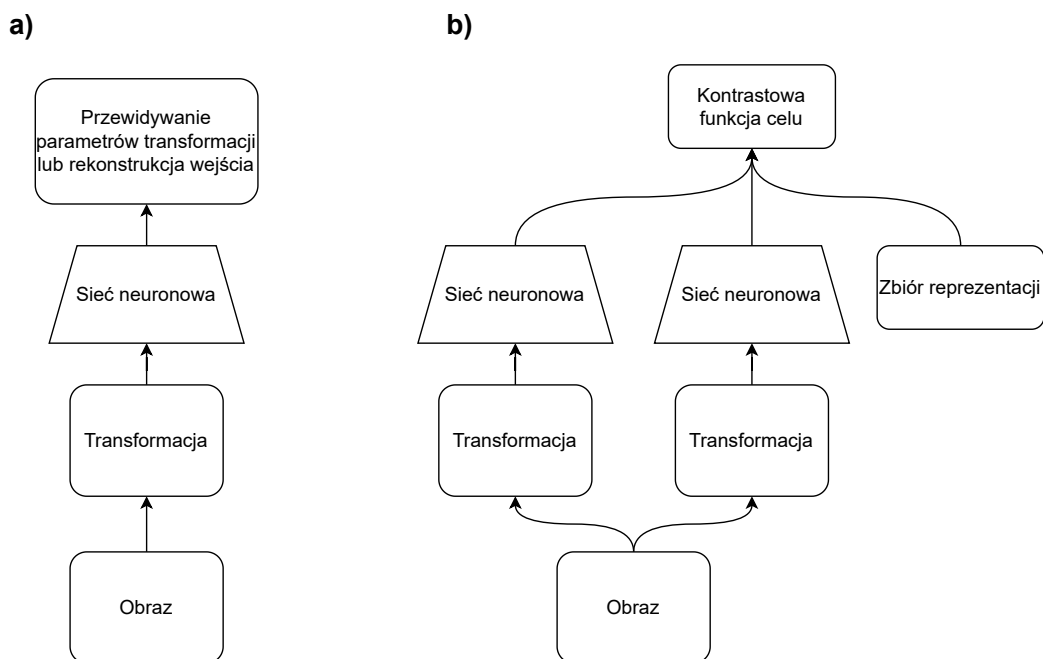 a)
Przewidywanie
parametrów transformacji
lub rekonstrukcja wejścia
Sieć neuronowa
Transformacja
Obraz
b)
Kontrastowa
funkcja celu
Sieć neuronowa
Sieć neuronowa
Zbiór reprezentacji
Transformacja
Transformacja
Obraz